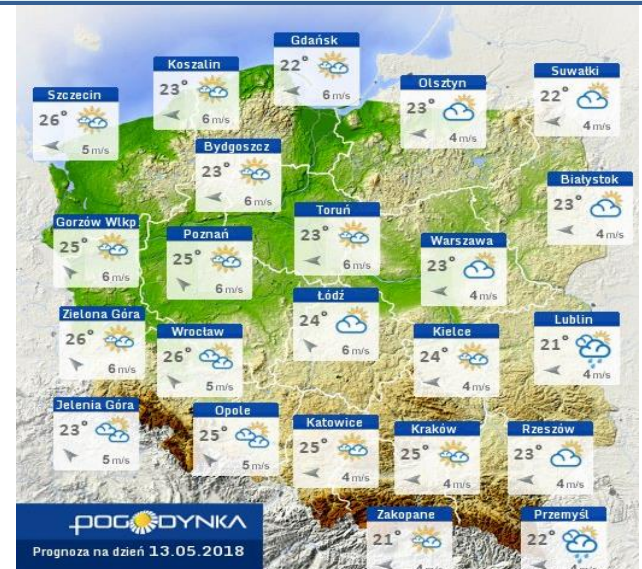 Gdańsk
22°
6 m/s
Koszalin
23°
6 m/s
Suwałki
22°
4 m/s
Olsztyn
23°
4 m/s
Szczecin
26°
5 m/s
Bydgoszcz
23°
6 m/s
Białystok
23°
4 m/s
Toruń
23°
6 m/s
Gorzów Wlkp
25°
6 m/s
Poznań
25°
6 m/s
Warszawa
23°
4 m/s
Łódź
24°
6 m/s
Zielona Góra
26°
6 m/s
Wrocław
26°
5 m/s
Kielce
24°
4 m/s
Lublin
21°
4 m/s
Jelenia Góra
23°
5 m/s
Opole
25°
5 m/s
Katowice
25°
4 m/s
Kraków
25°
4 m/s
Rzeszów
23°
4 m/s
Zakopane
21°
4 m/s
Przemyśl
22°
4 m/s
POGODYNKA
Prognoza na dzień 13.05.2018